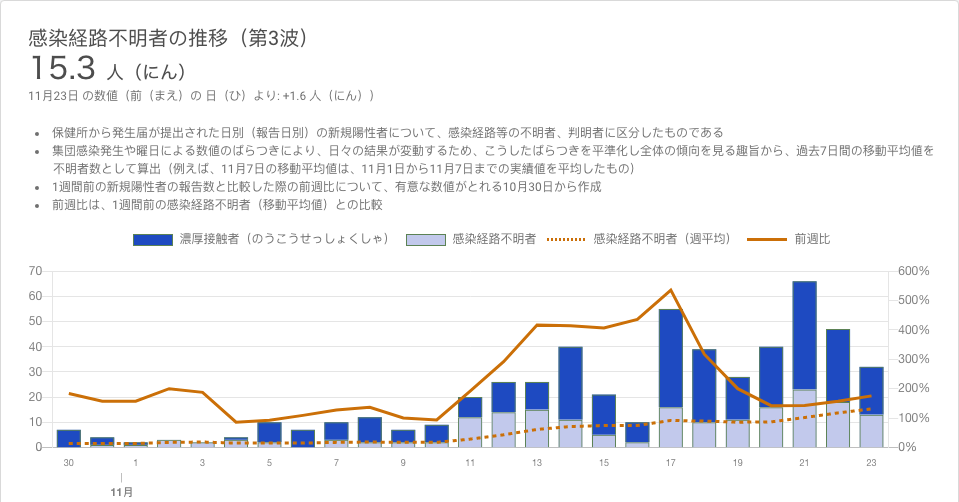 感染経路不明者の推移（第3波）
15.3 人（にん）
11月23日 の数値（前（まえ）の 日（ひ）より: +1.6 人（にん））
• 保健所から発生届が提出された日別（報告日別）の新規陽性者について、感染経路等の不明者、判明者に区分したものである
• 集団感染発生や曜日による数値のばらつきにより、日々の結果が変動するため、こうしたばらつきを平準化し全体の傾向を見る趣旨から、過去7日間の移動平均値を
不明者数として算出（例えば、11月7日の移動平均値は、11月1日から11月7日までの実績値を平均したもの）
• 1週間前の新規陽性者の報告数と比較した際の前週比について、有意な数値がとれる10月30日から作成
• 前週比は、1週間前の感染経路不明者（移動平均値）との比較
濃厚接触者（のうこうせっしょくしゃ） 感染経路不明者 感染経路不明者（週平均） 前週比
70 600%
60 500%
50
40 400%
30 300%
20 200%
10 100%
0 0%
30 1 3 5 7 9 11 13 15 17 19 21 23
11月